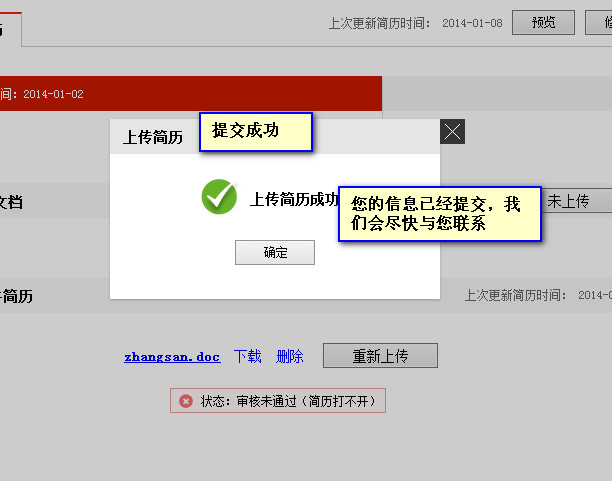 上次更新简历时间： 2014-01-08
预览
间：2014-01-02
上传简历
提交成功
上传简历成功
您的信息已经提交，我
们会尽快与您联系
文档
未上传
确定
简历
上次更新简历时间： 2014-0
zhangsan.doc 下载 删除 重新上传
状态：审核未通过（简历打不开）